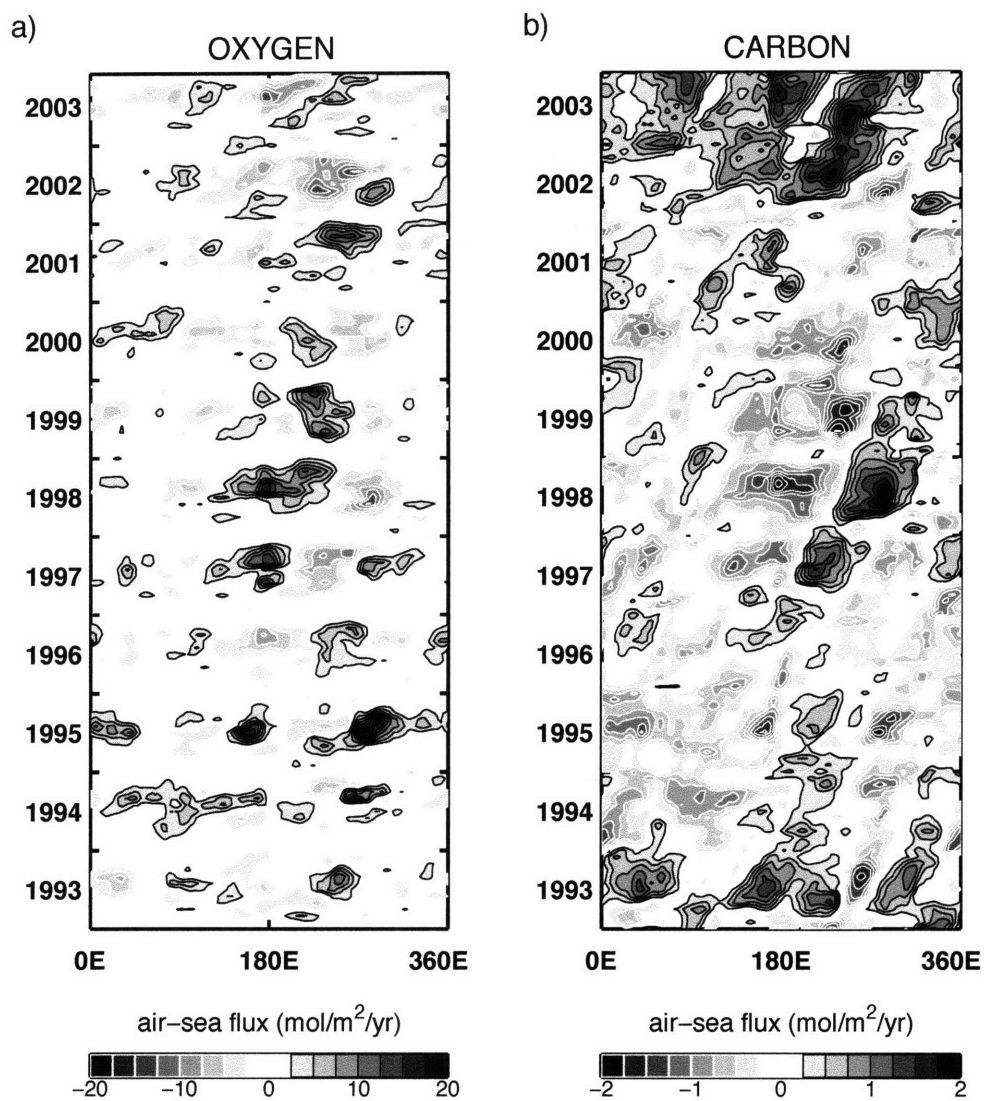 a)
OXYGEN
2003
2002
2001
2000
1999
1998
1997
1996
1995
1994
1993
0E 180E 360E
air-sea flux (mol/m²/yr)
-20 -10 0 10 20
b)
CARBON
2003
2002
2001
2000
1999
1998
1997
1996
1995
1994
1993
0E 180E 360E
air-sea flux (mol/m²/yr)
-2 -1 0 1 2